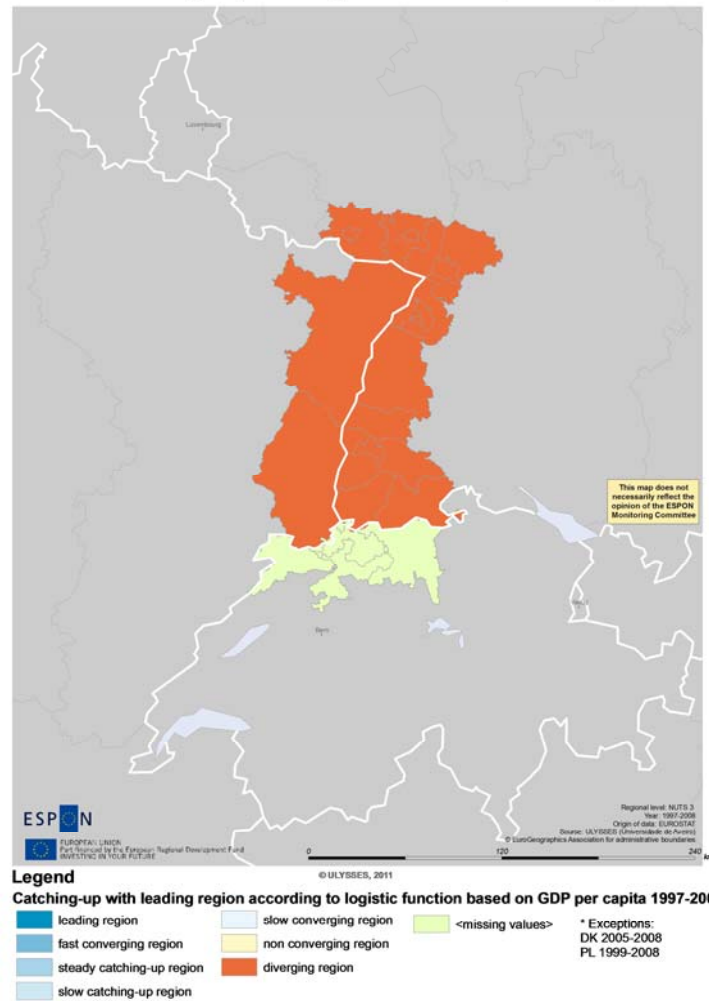 Luxembourg
This map does not
necessarily reflect the
opinion of the ESPON
Monitoring Committee
Bern
ESPON
EUROPEAN UNION
Part-financed by the European Regional Development Fund
INVESTING IN YOUR FUTURE
Regional level: NUTS 3
Year: 1997-2008
Origin of data: EUROSTAT
Source: ULYSSES (Universidade de Aveiro)
© EuroGeographics Association for administrative boundaries
0 120 240
Legend
© ULYSSES, 2011
Catching-up with leading region according to logistic function based on GDP per capita 1997-200
leading region
fast converging region
steady catching-up region
slow catching-up region
slow converging region
non converging region
diverging region
<missing values>
* Exceptions:
DK 2005-2008
PL 1999-2008